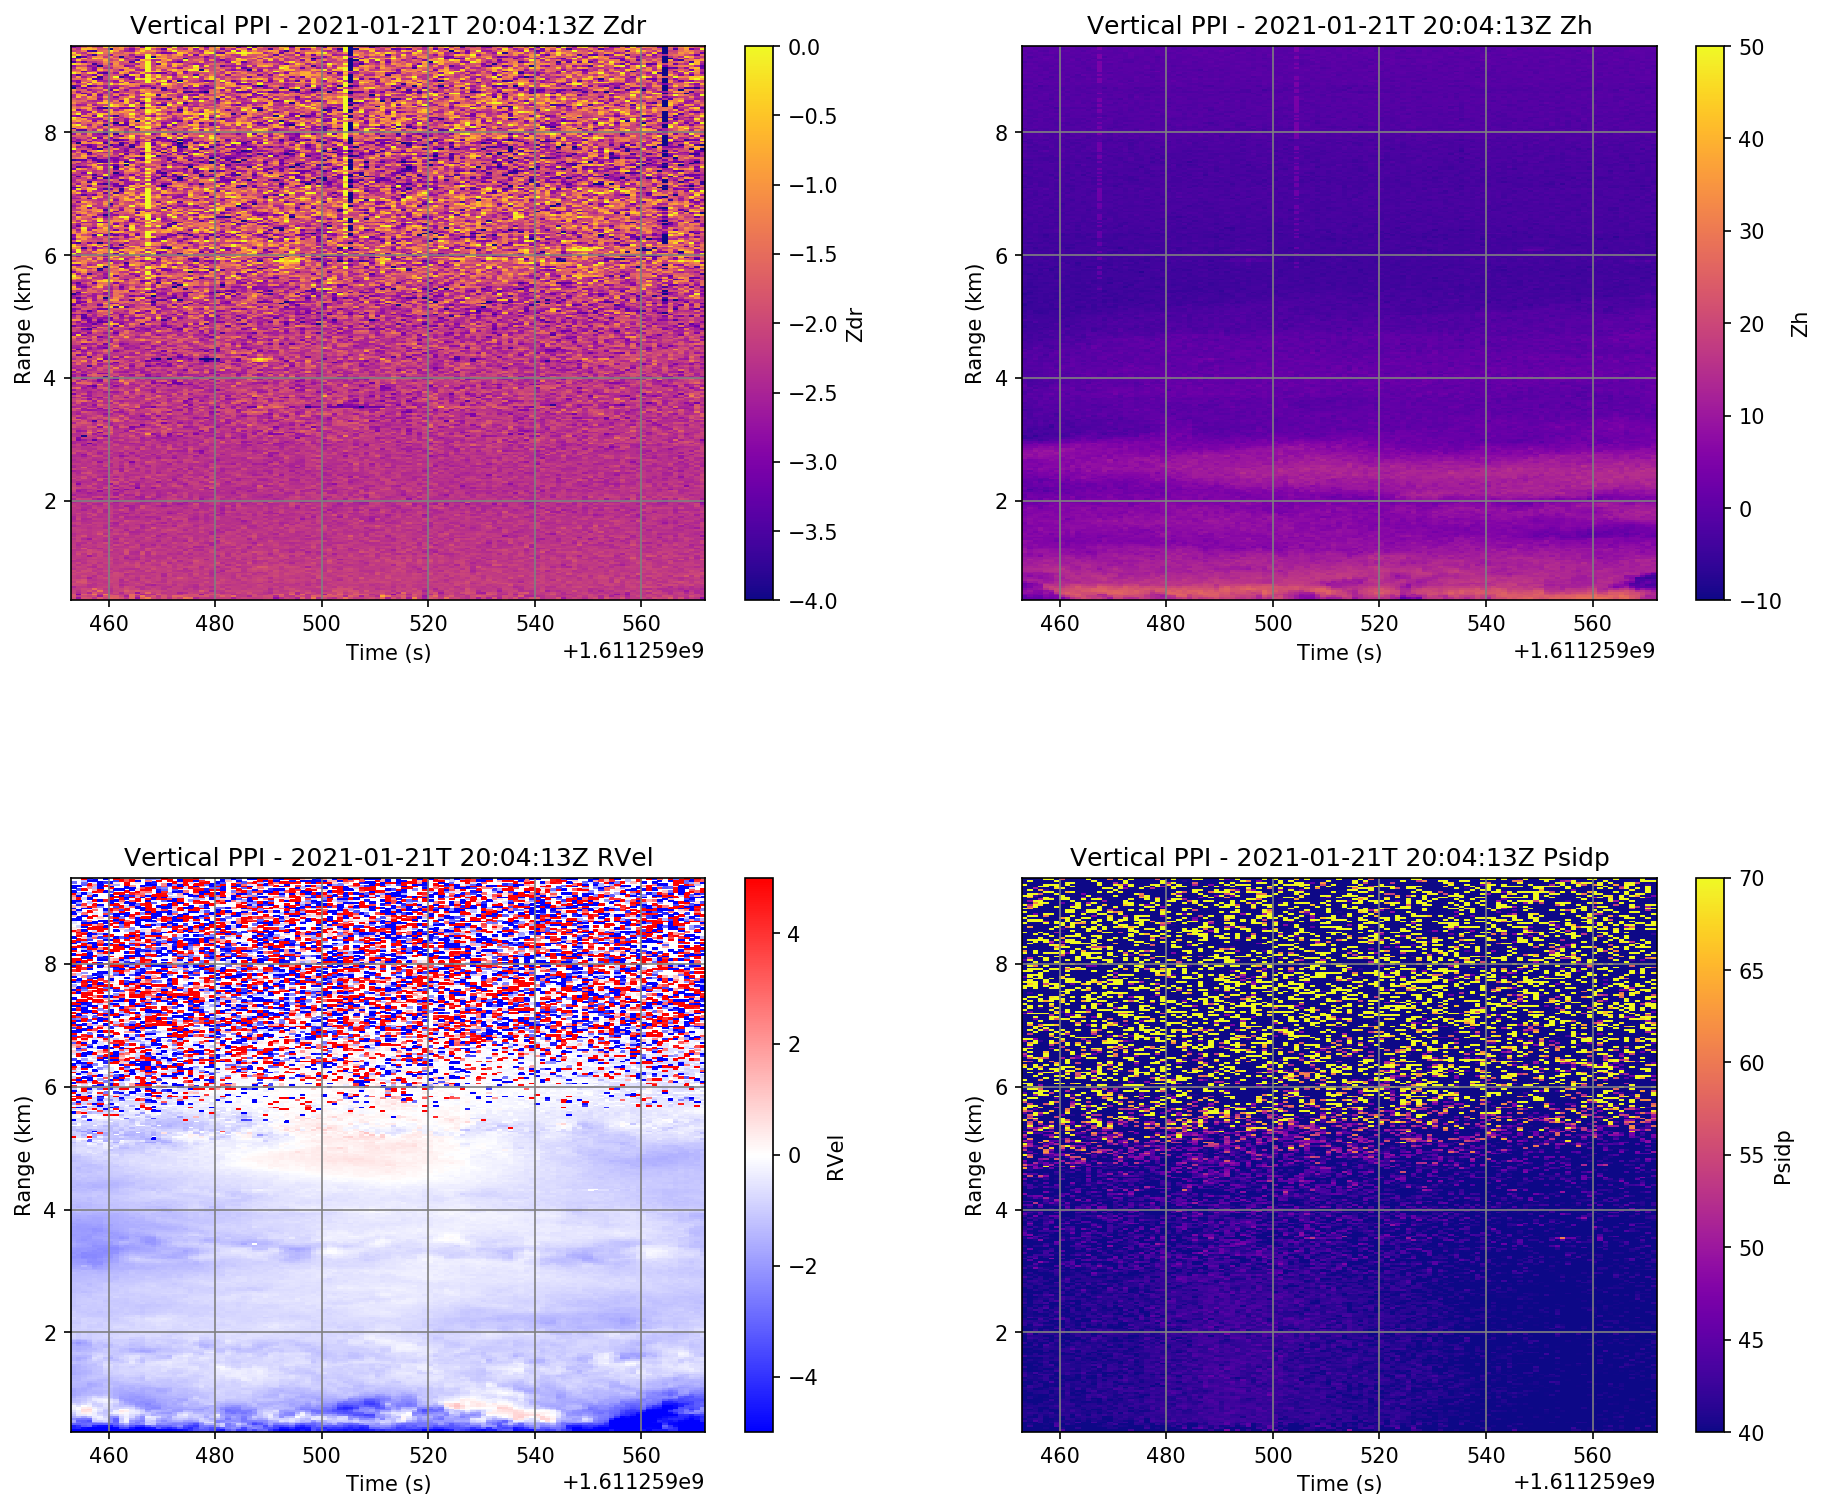 Vertical PPI - 2021-01-21T 20:04:13Z Zdr
8
6
4
2
Range (km)
460 480 500 520 540 560
Time (s)
+1.611259e9
0.0
−0.5
−1.0
−1.5
−2.0
−2.5
−3.0
−3.5
−4.0
Zdr
Vertical PPI - 2021-01-21T 20:04:13Z Zh
8
6
4
2
Range (km)
460 480 500 520 540 560
Time (s)
+1.611259e9
50
40
30
20
10
0
−10
Zh
Vertical PPI - 2021-01-21T 20:04:13Z RVel
8
6
4
2
Range (km)
460 480 500 520 540 560
Time (s)
+1.611259e9
4
2
0
−2
−4
RVel
Vertical PPI - 2021-01-21T 20:04:13Z Psidp
8
6
4
2
Range (km)
460 480 500 520 540 560
Time (s)
+1.611259e9
70
65
60
55
50
45
40
Psidp